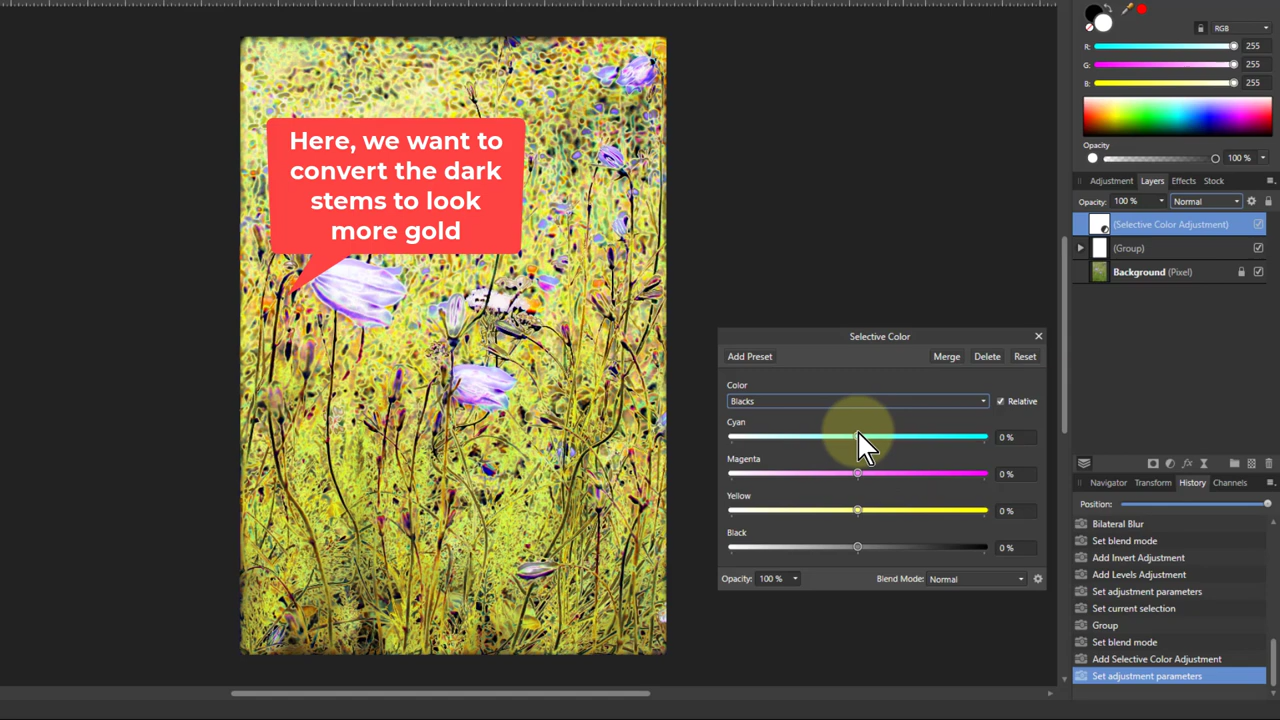 Here, we want to
convert the dark
stems to look
more gold
Selective Color
Add Preset
Merge
Delete
Reset
Color
Blacks
Relative
Cyan
0 %
Magenta
0 %
Yellow
0 %
Black
0 %
Opacity: 100 %
Blend Mode: Normal
RGB
R: 255
G: 255
B: 255
Opacity
100 %
Adjustment Layers Effects Stock
Opacity: 100 % Normal
(Selective Color Adjustment)
(Group)
Background (Pixel)
Navigator Transform History Channels
Position:
Bilateral Blur
Set blend mode
Add Invert Adjustment
Add Levels Adjustment
Set adjustment parameters
Set current selection
Group
Set blend mode
Add Selective Color Adjustment
Set adjustment parameters